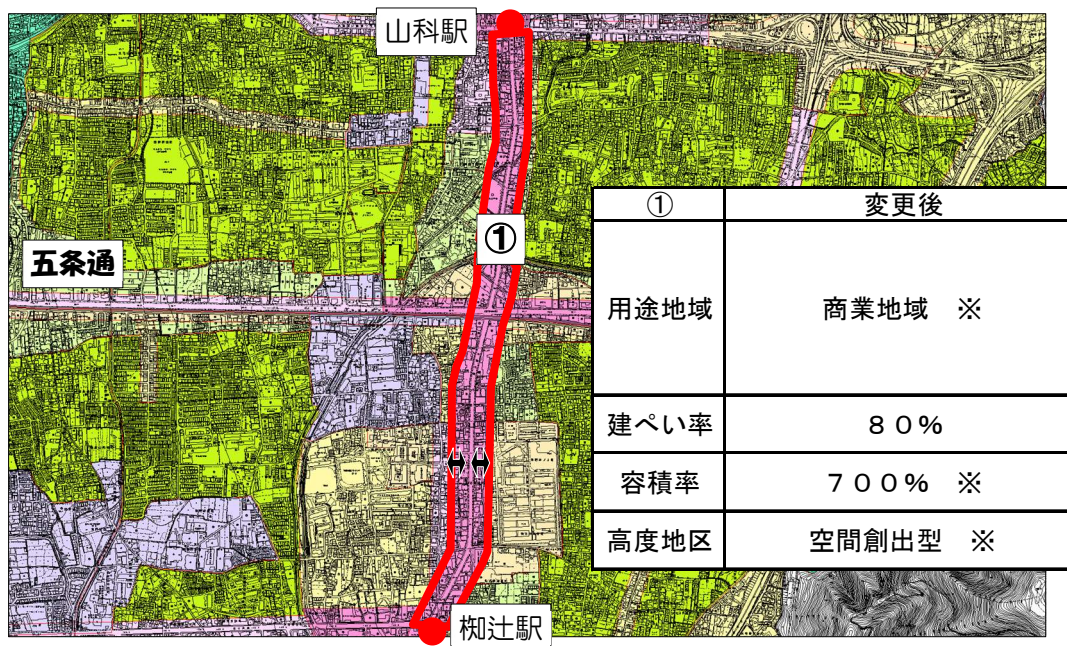 山科駅
① 変更後
①
五条通
用途地域 商業地域 ※
建ぺい率 80%
容積率 700% ※
高度地区 空間創出型 ※
椥辻駅